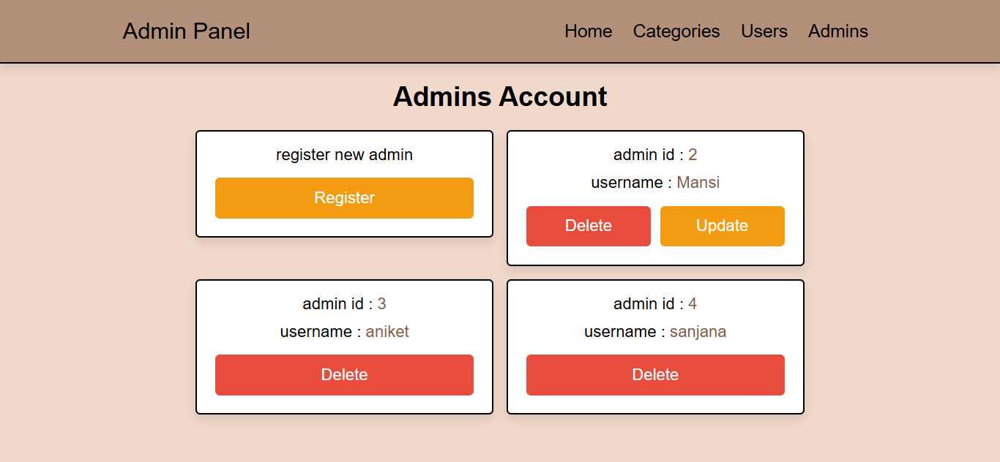 Admin Panel
Home Categories Users Admins
Admins Account
register new admin
Register
admin id : 2
username : Mansi
Delete Update
admin id : 3
username : aniket
Delete
admin id : 4
username : sanjana
Delete